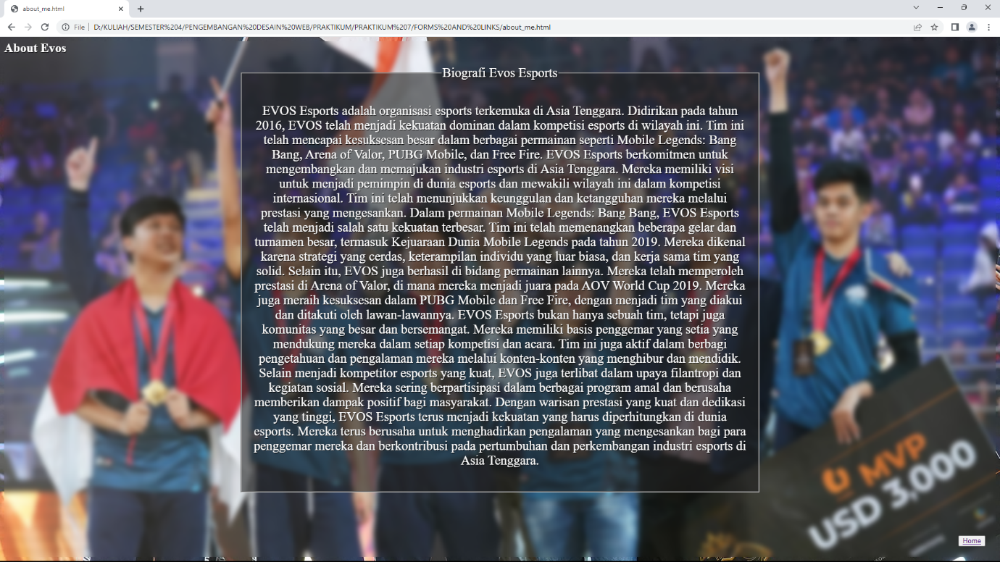 about_me.html
File
D:/KULIAH/SEMESTER%204/PENGEMBANGAN%20DESAIN%20WEB/PRAKTIKUM/PRAKTIKUM%207/FORMS%20AND%20LINKS/about_me.html
About Evos
Biografi Evos Esports
EVOS Esports adalah organisasi esports terkemuka di Asia Tenggara. Didirikan pada tahun
2016, EVOS telah menjadi kekuatan dominan dalam kompetisi esports di wilayah ini. Tim ini
telah mencapai kesuksesan besar dalam berbagai permainan seperti Mobile Legends: Bang
Bang, Arena of Valor, PUBG Mobile, dan Free Fire. EVOS Esports berkomitmen untuk
mengembangkan dan memajukan industri esports di Asia Tenggara. Mereka memiliki visi
untuk menjadi pemimpin di dunia esports dan mewakili wilayah ini dalam kompetisi
internasional. Tim ini telah menunjukkan keunggulan dan ketangguhan mereka melalui
prestasi yang mengesankan. Dalam permainan Mobile Legends: Bang Bang, EVOS Esports
telah menjadi salah satu kekuatan terbesar. Tim ini telah memenangkan beberapa gelar dan
turnamen besar, termasuk Kejuaraan Dunia Mobile Legends pada tahun 2019. Mereka dikenal
karena strategi yang cerdas, keterampilan individu yang luar biasa, dan kerja sama tim yang
solid. Selain itu, EVOS juga berhasil di bidang permainan lainnya. Mereka telah memperoleh
prestasi di Arena of Valor, di mana mereka menjadi juara pada AOV World Cup 2019. Mereka
juga meraih kesuksesan dalam PUBG Mobile dan Free Fire, dengan menjadi tim yang diakui
dan ditakuti oleh lawan-lawannya. EVOS Esports bukan hanya sebuah tim, tetapi juga
komunitas yang besar dan bersemangat. Mereka memiliki basis penggemar yang setia yang
mendukung mereka dalam setiap kompetisi dan acara. Tim ini juga aktif dalam berbagi
pengetahuan dan pengalaman mereka melalui konten-konten yang menghibur dan mendidik.
Selain menjadi kompetitor esports yang kuat, EVOS juga terlibat dalam upaya filantropi dan
kegiatan sosial. Mereka sering berpartisipasi dalam berbagai program amal dan berusaha
memberikan dampak positif bagi masyarakat. Dengan warisan prestasi yang kuat dan dedikasi
yang tinggi, EVOS Esports terus menjadi kekuatan yang harus diperhitungkan di dunia
esports. Mereka terus berusaha untuk menghadirkan pengalaman yang mengesankan bagi para
penggemar mereka dan berkontribusi pada pertumbuhan dan perkembangan industri esports di
Asia Tenggara.
MVP
USD 3,000
Home